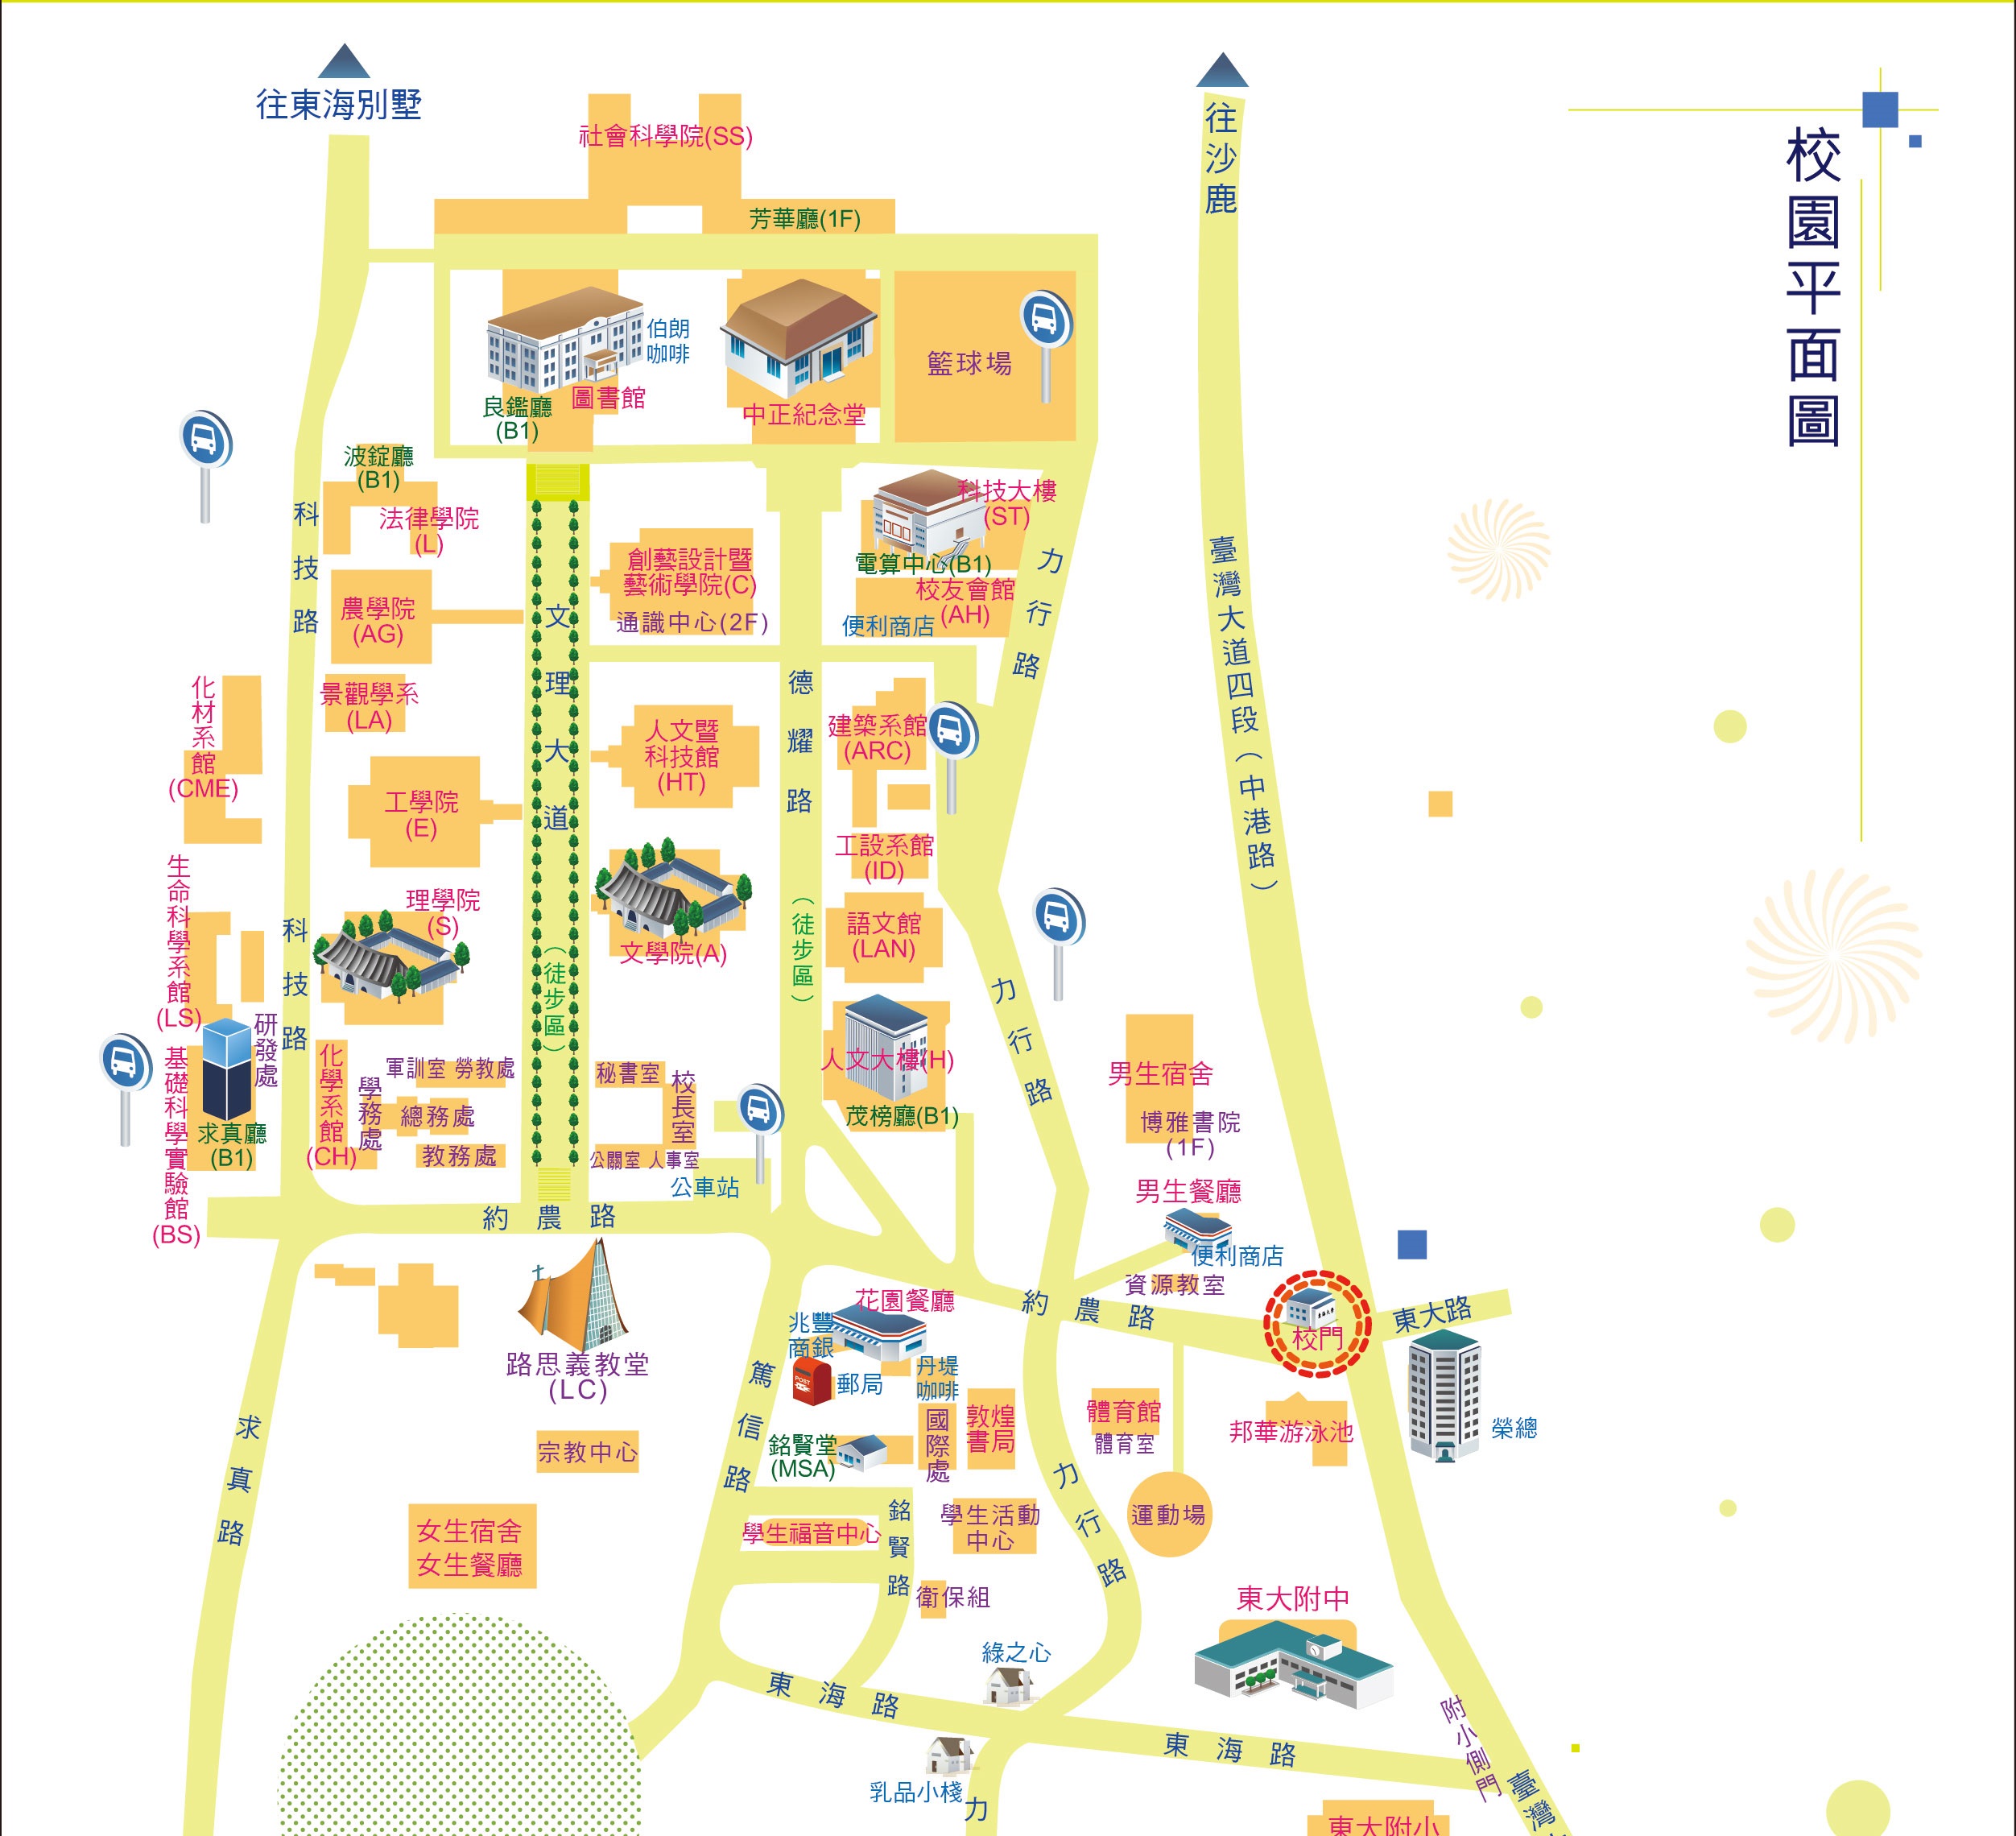 校園平面圖
往東海別墅
往沙鹿
社會科學院(SS)
芳華廳(1F)
伯朗
咖啡
圖書館
良鑑廳
(B1)
中正紀念堂
籃球場
波錠廳
(B1)
法律學院
(L)
科技路
農學院
(AG)
景觀學系
(LA)
創藝設計暨
藝術學院(C)
通識中心(2F)
科技大樓
(ST)
電算中心(B1)
校友會館
(AH)
便利商店
力行路
臺灣大道四段(中港路)
文理大道
(徒步區)
德耀路
(徒步區)
化材系館
(CME)
工學院
(E)
人文暨
科技館
(HT)
建築系館
(ARC)
工設系館
(ID)
生命科學系館
(LS)
理學院
(S)
文學院(A)
語文館
(LAN)
科技路
力行路
研發處
基礎科學實驗館
(BS)
求真廳
(B1)
化學系館
(CH)
學務處
軍訓室 勞教處
總務處
教務處
秘書室
校長室
公關室 人事室
公車站
人文大樓(H)
茂榜廳(B1)
男生宿舍
博雅書院
(1F)
男生餐廳
便利商店
資源教室
約農路
約農路
校門
東大路
榮總
路思義教堂
(LC)
花園餐廳
兆豐
商銀
郵局
丹堤
咖啡
國際處
敦煌
書局
體育館
體育室
邦華游泳池
篤信路
銘賢堂
(MSA)
宗教中心
求真路
女生宿舍
女生餐廳
學生福音中心
銘賢路
學生活動
中心
運動場
力行路
衛保組
東大附中
綠之心
東海路
東海路
附小側門
乳品小棧
力
臺灣
東大附小
POST